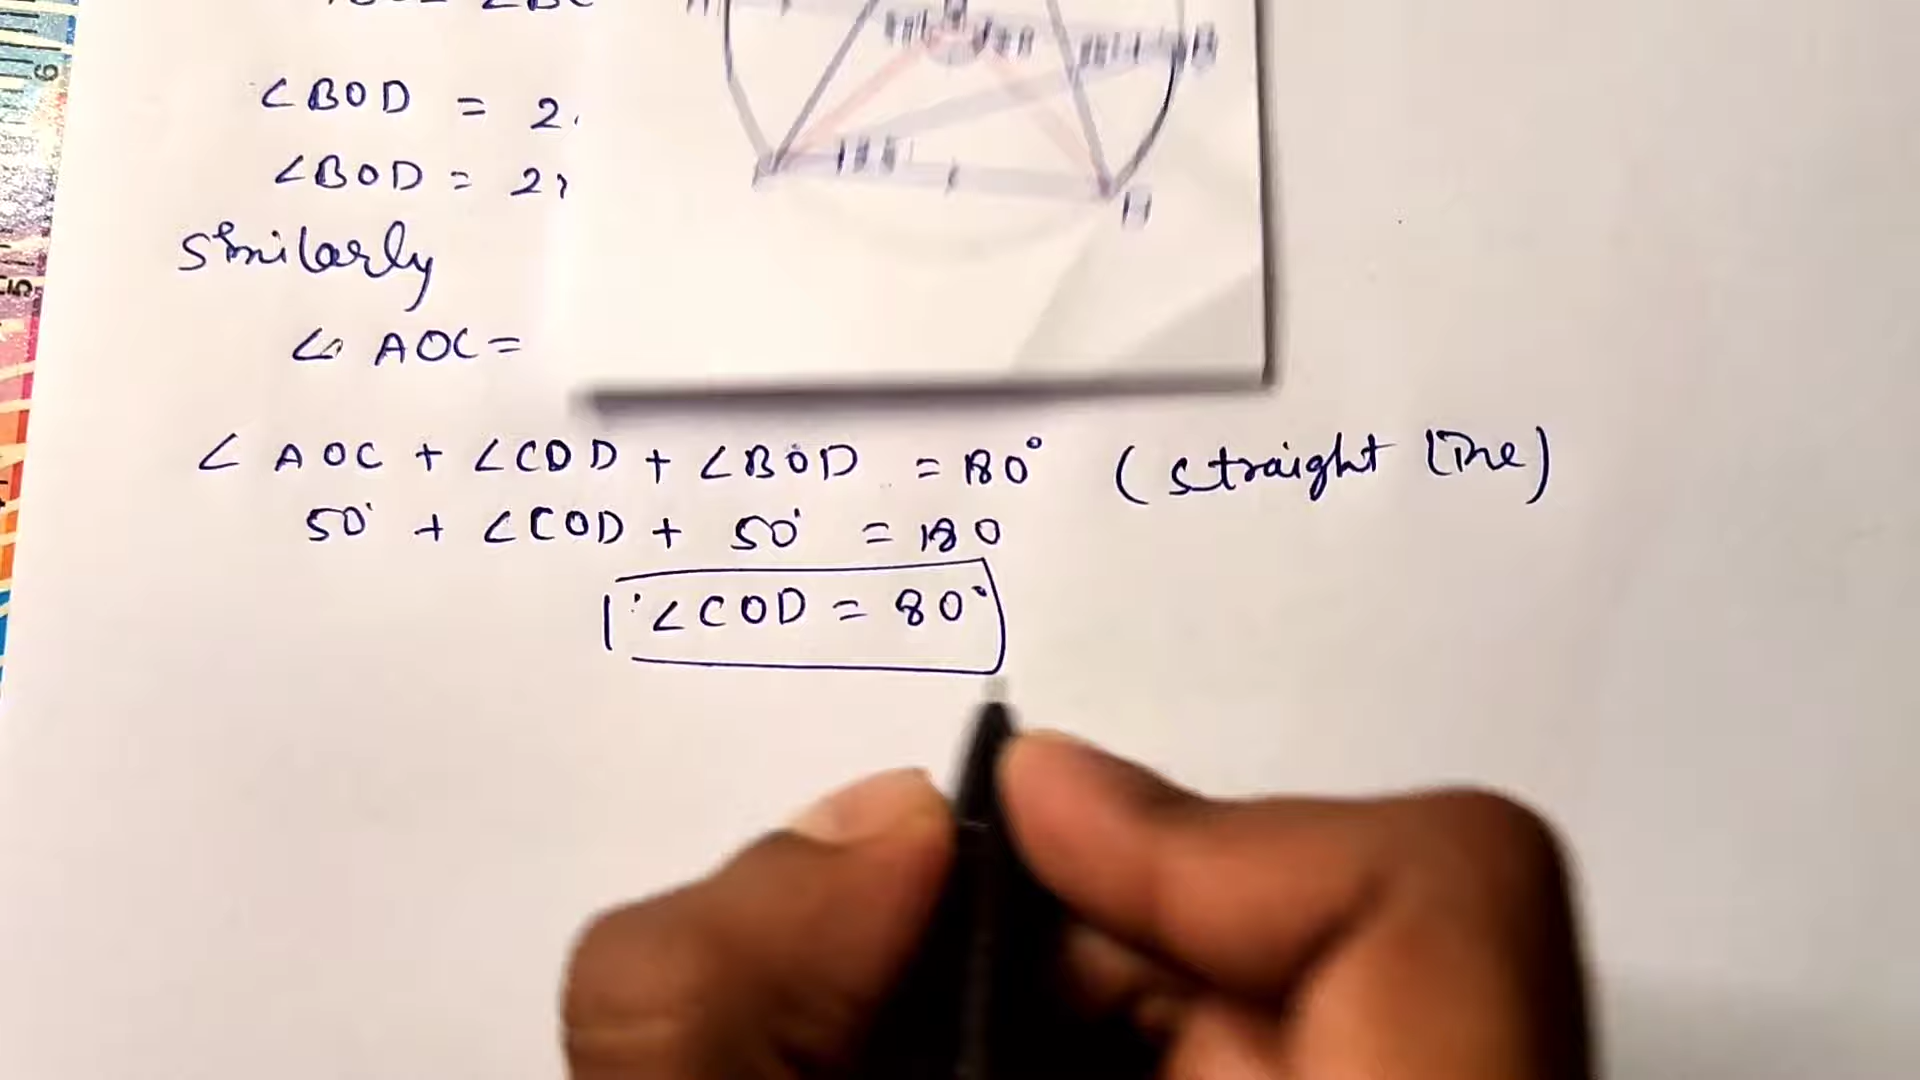 ∠BOD = 2.
∠BOD = 2
Similarly
∠ AOC =
∠ AOC + ∠COD + ∠BOD = 180° (straight line)
50° + ∠COD + 50° = 180
∠COD = 80°